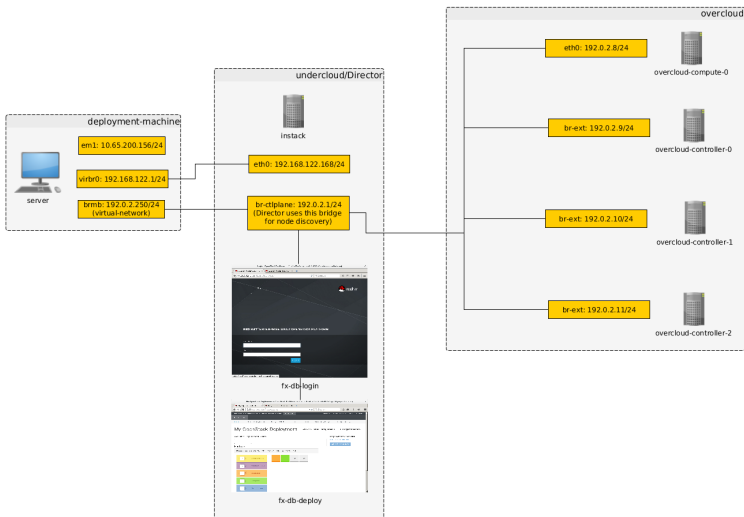 overcloud
eth0: 192.0.2.8/24
overcloud-compute-0
undercloud/Director
instack
br-ext: 192.0.2.9/24
overcloud-controller-0
deployment-machine
em1: 10.65.200.156/24
server
virbr0: 192.168.122.1/24
eth0: 192.168.122.168/24
brmb: 192.0.2.250/24
(virtual-network)
br-ctlplane: 192.0.2.1/24
(Director uses this bridge
for node discovery)
br-ext: 192.0.2.10/24
overcloud-controller-1
br-ext: 192.0.2.11/24
overcloud-controller-2
fx-db-login
My OpenStack Deployment
fx-db-deploy